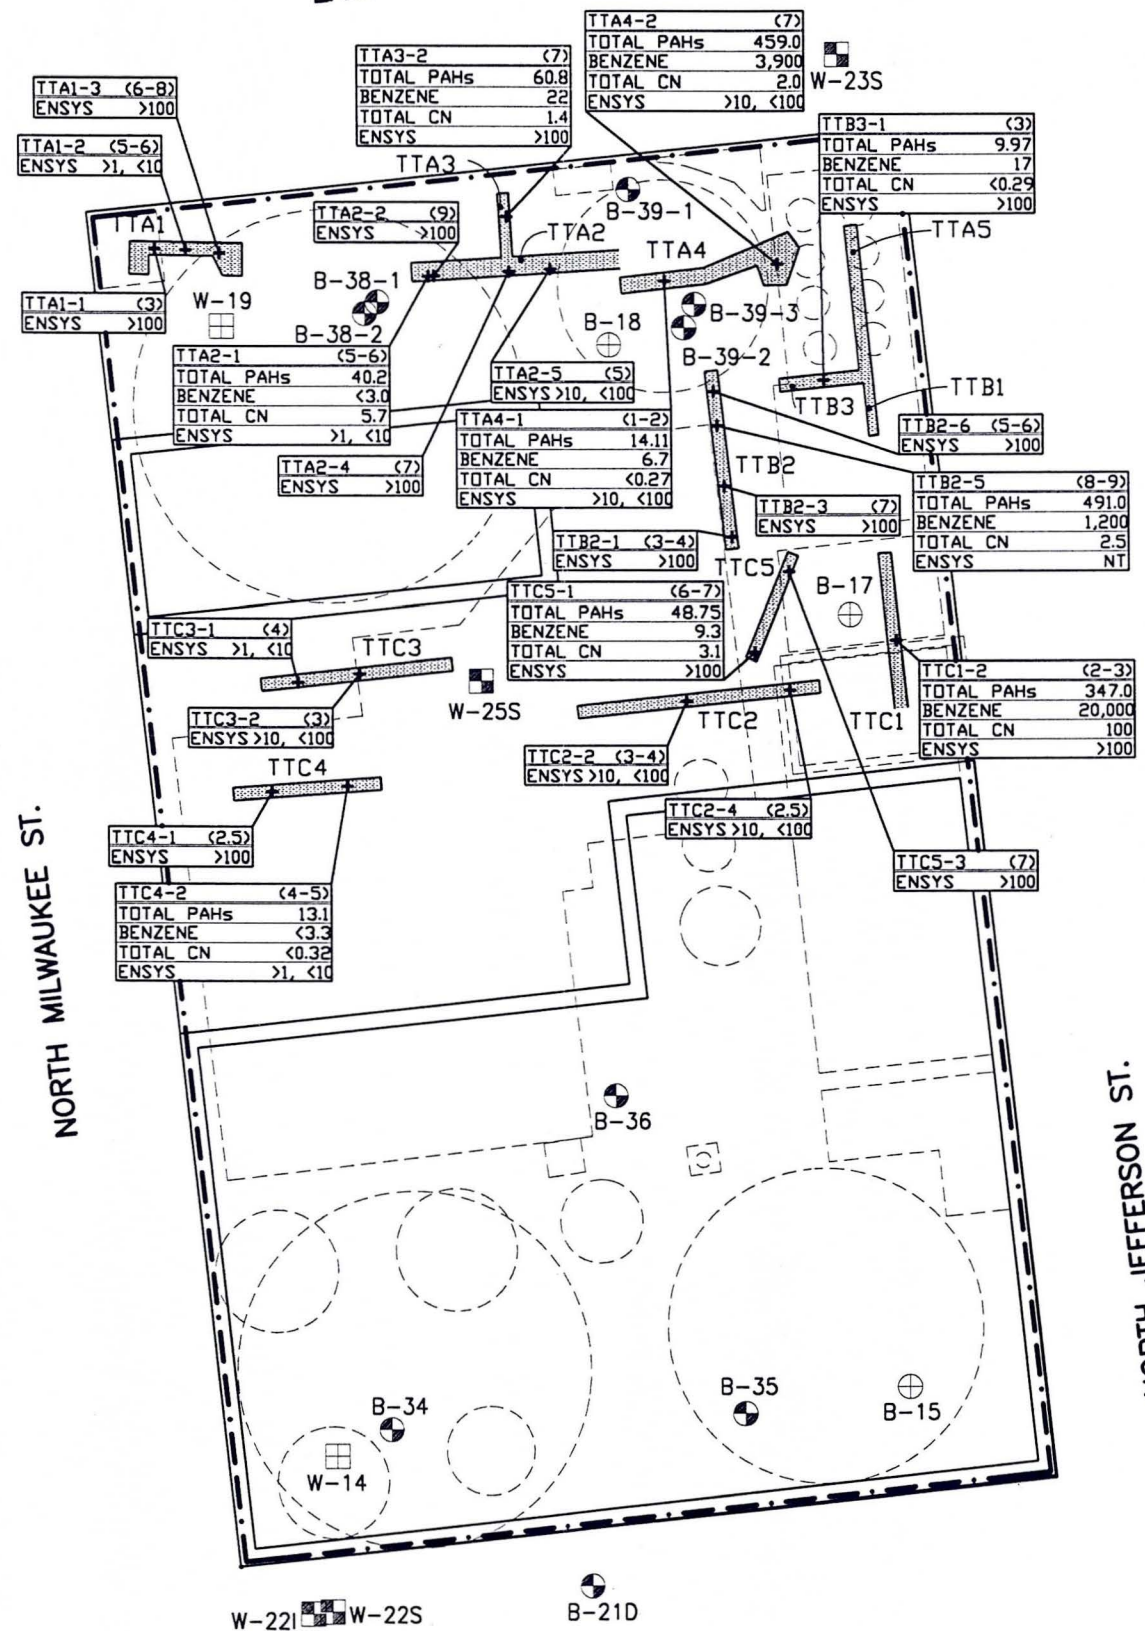 TTA4-2 (7)
TOTAL PAHs 459.0
BENZENE 3,900
TOTAL CN 2.0
ENSYS >10, <100
W-23S
TTA3-2 (7)
TOTAL PAHs 60.8
BENZENE 22
TOTAL CN 1.4
ENSYS >100
TTA1-3 (6-8)
ENSYS >100
TTA1-2 (5-6)
ENSYS >1, <10
TTB3-1 (3)
TOTAL PAHs 9.97
BENZENE 17
TOTAL CN <0.29
ENSYS >100
TTA3
B-39-1
TTA2-2 (9)
ENSYS >100
TTA1
TTA2
TTA4
TTA5
TTA1-1 (3)
ENSYS >100
W-19
B-38-1
B-38-2
B-18
B-39-3
B-39-2
TTA2-1 (5-6)
TOTAL PAHs 40.2
BENZENE <3.0
TOTAL CN 5.7
ENSYS >1, <10
TTA2-5 (5)
ENSYS >10, <100
TTB3
TTB1
TTA4-1 (1-2)
TOTAL PAHs 14.11
BENZENE 6.7
TOTAL CN <0.27
ENSYS >10, <100
TTB2-6 (5-6)
ENSYS >100
TTA2-4 (7)
ENSYS >100
TTB2
TTB2-5 (8-9)
TOTAL PAHs 491.0
BENZENE 1,200
TOTAL CN 2.5
ENSYS NT
TTB2-3 (7)
ENSYS >100
TTB2-1 (3-4)
ENSYS >100
TTC5
B-17
TTC5-1 (6-7)
TOTAL PAHs 48.75
BENZENE 9.3
TOTAL CN 3.1
ENSYS >100
TTC3-1 (4)
ENSYS >1, <10
TTC3
W-25S
TTC1-2 (2-3)
TOTAL PAHs 347.0
BENZENE 20,000
TOTAL CN 100
ENSYS >100
TTC3-2 (3)
ENSYS >10, <100
TTC2
TTC1
TTC2-2 (3-4)
ENSYS >10, <100
TTC4
TTC2-4 (2.5)
ENSYS >10, <100
TTC4-1 (2.5)
ENSYS >100
TTC5-3 (7)
ENSYS >100
TTC4-2 (4-5)
TOTAL PAHs 13.1
BENZENE <3.3
TOTAL CN <0.32
ENSYS >1, <10
NORTH MILWAUKEE ST.
B-36
NORTH JEFFERSON ST.
B-34
B-35
B-15
W-14
W-22I
W-22S
B-21D